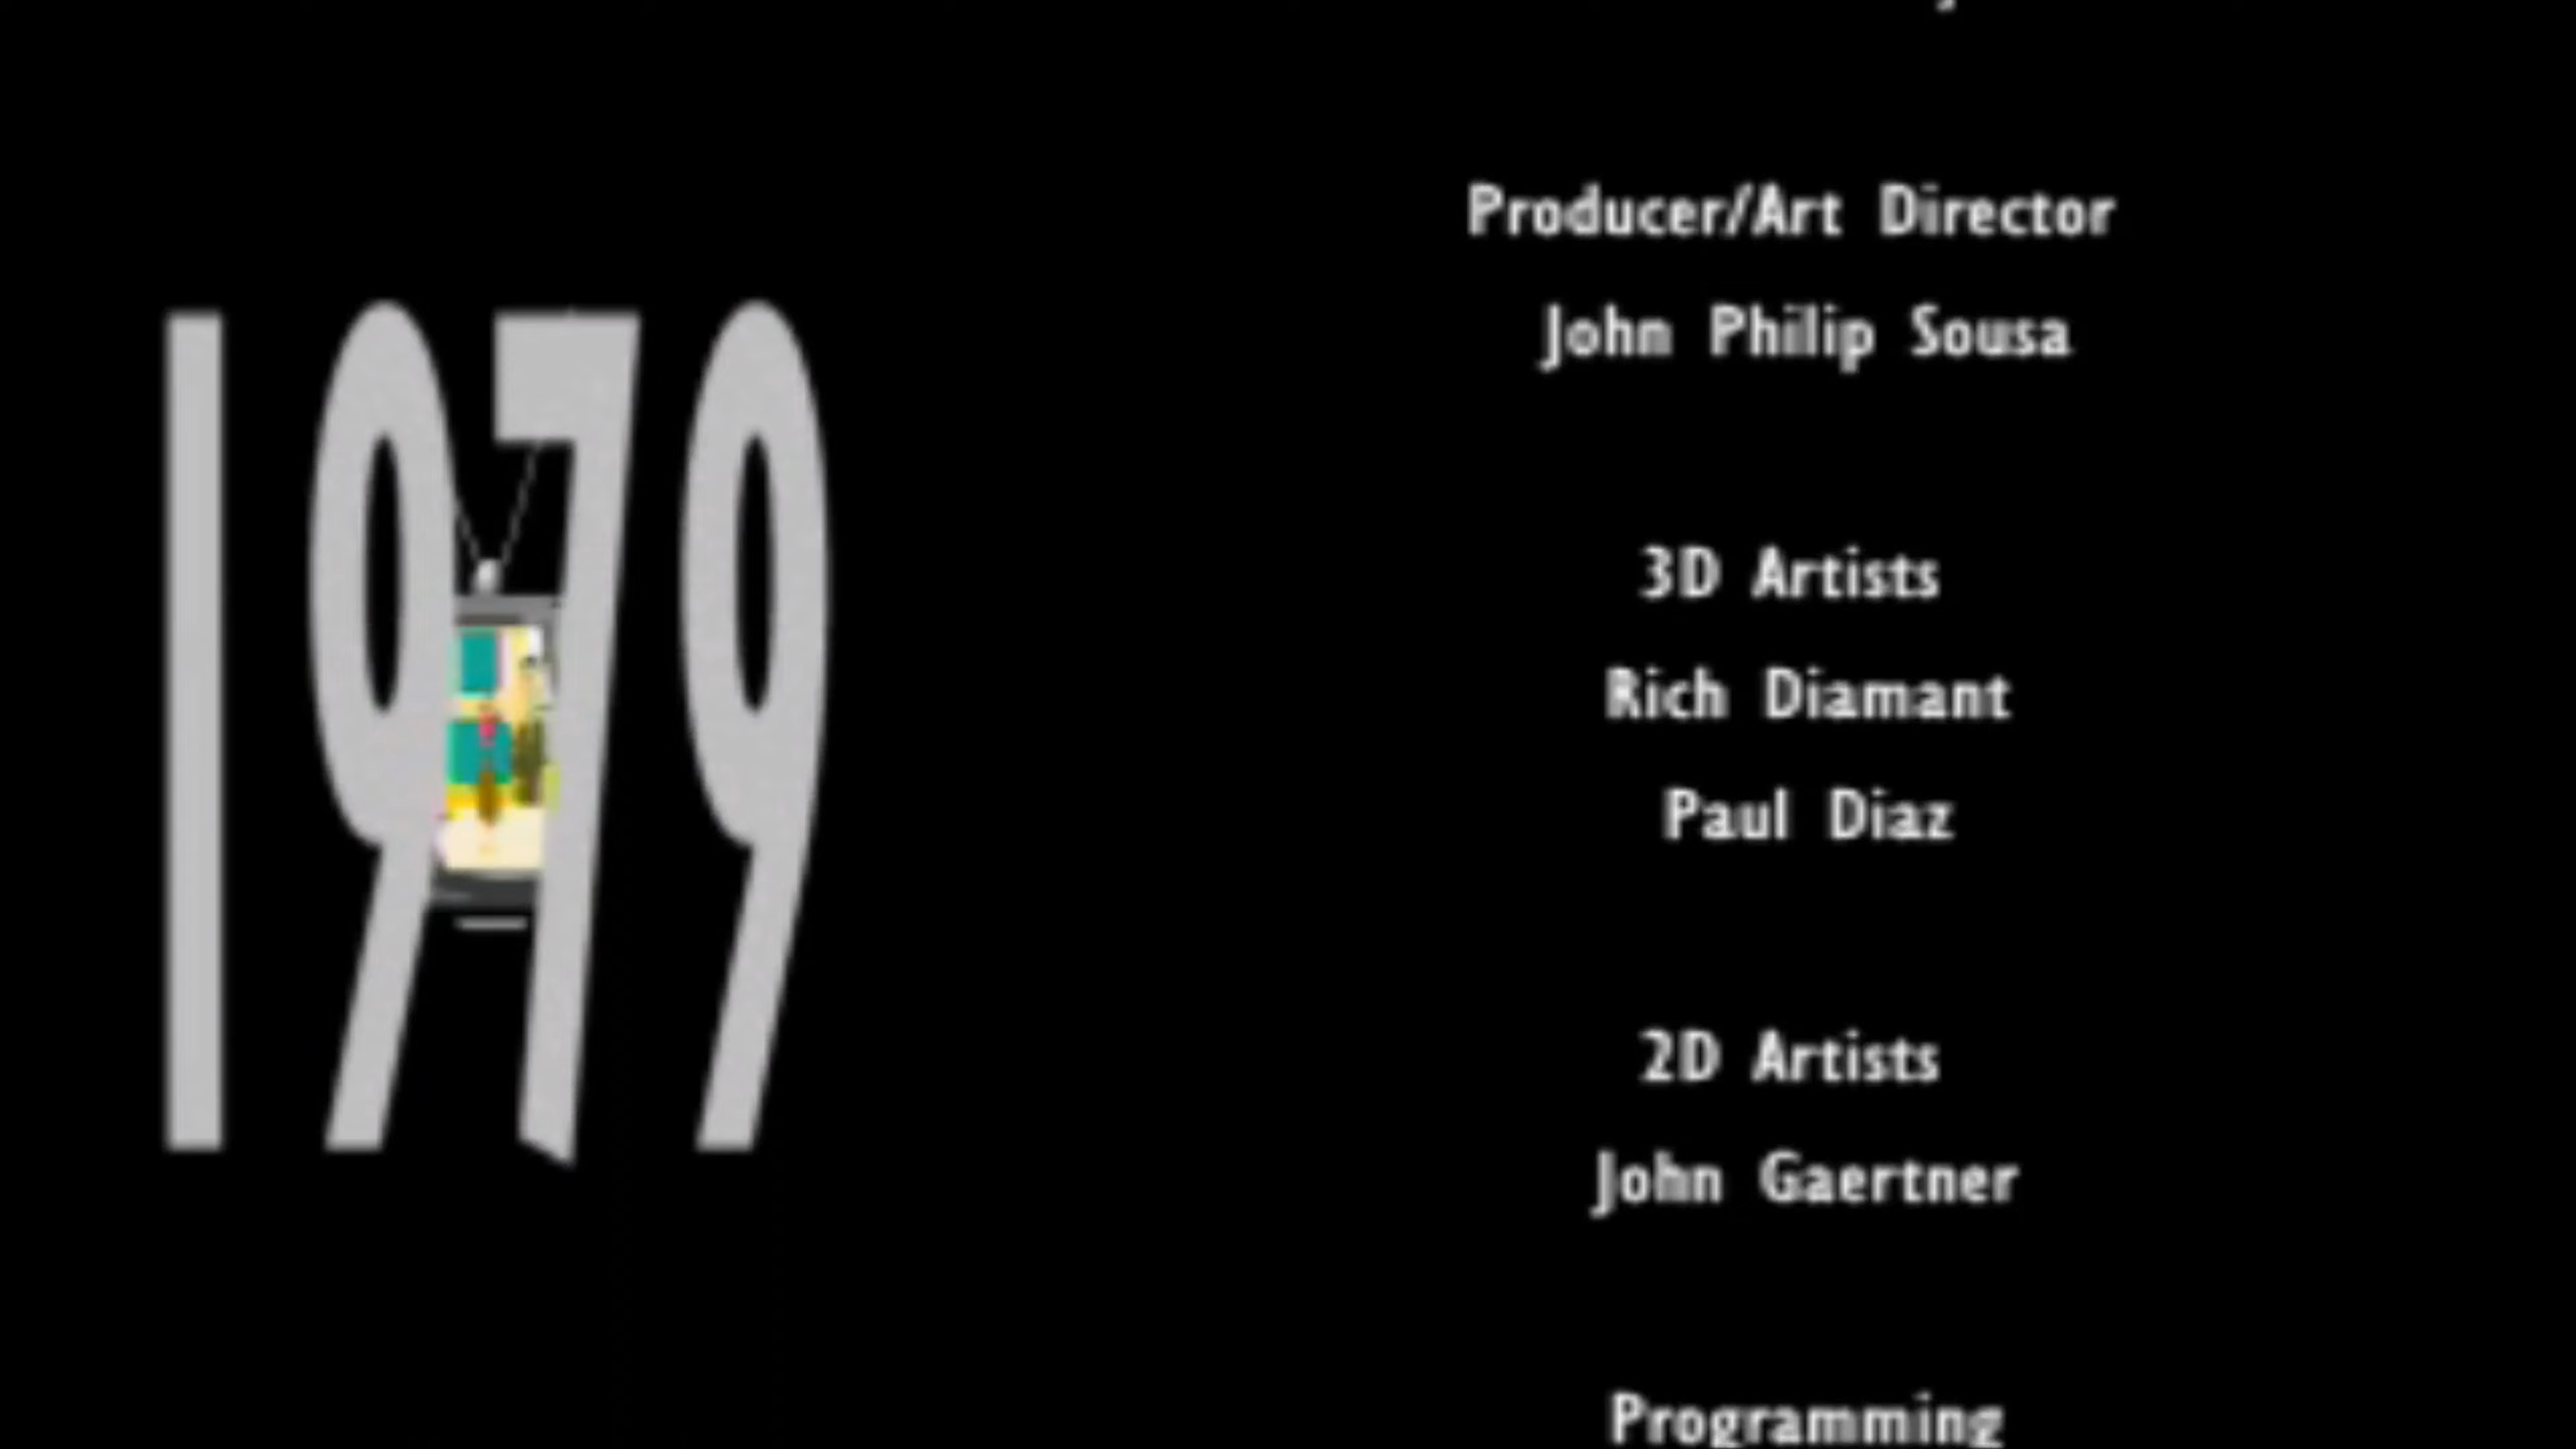 1979
Producer/Art Director
John Philip Sousa
3D Artists
Rich Diamant
Paul Diaz
2D Artists
John Gaertner
Programming